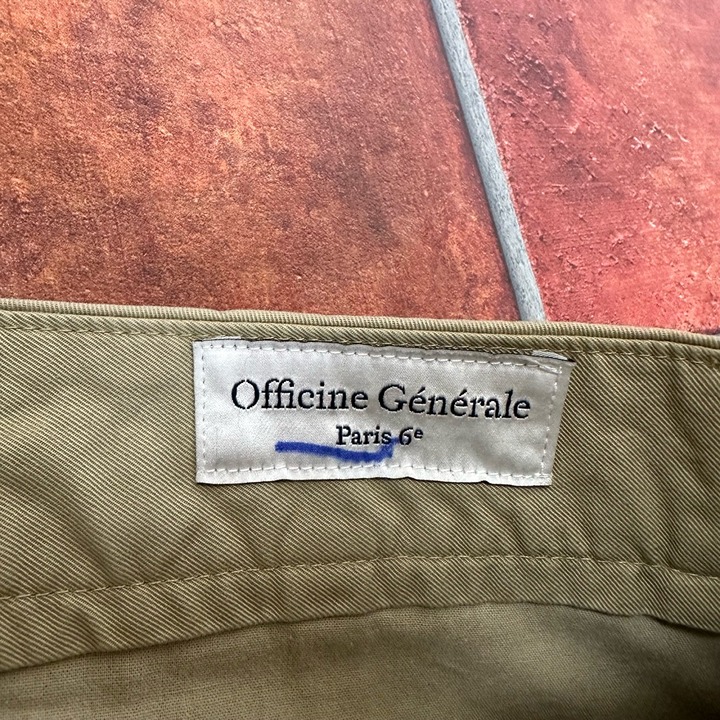 Officine Générale
Paris 6ᵉ